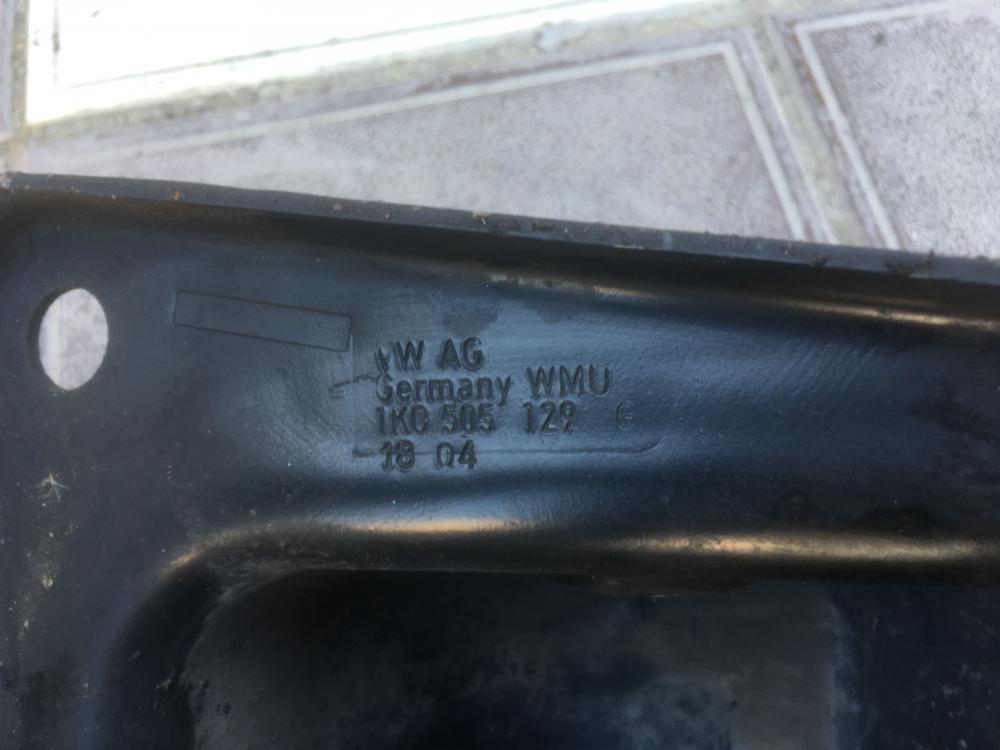 VW AG
Germany WMU
1K0 505 129 G
18 04